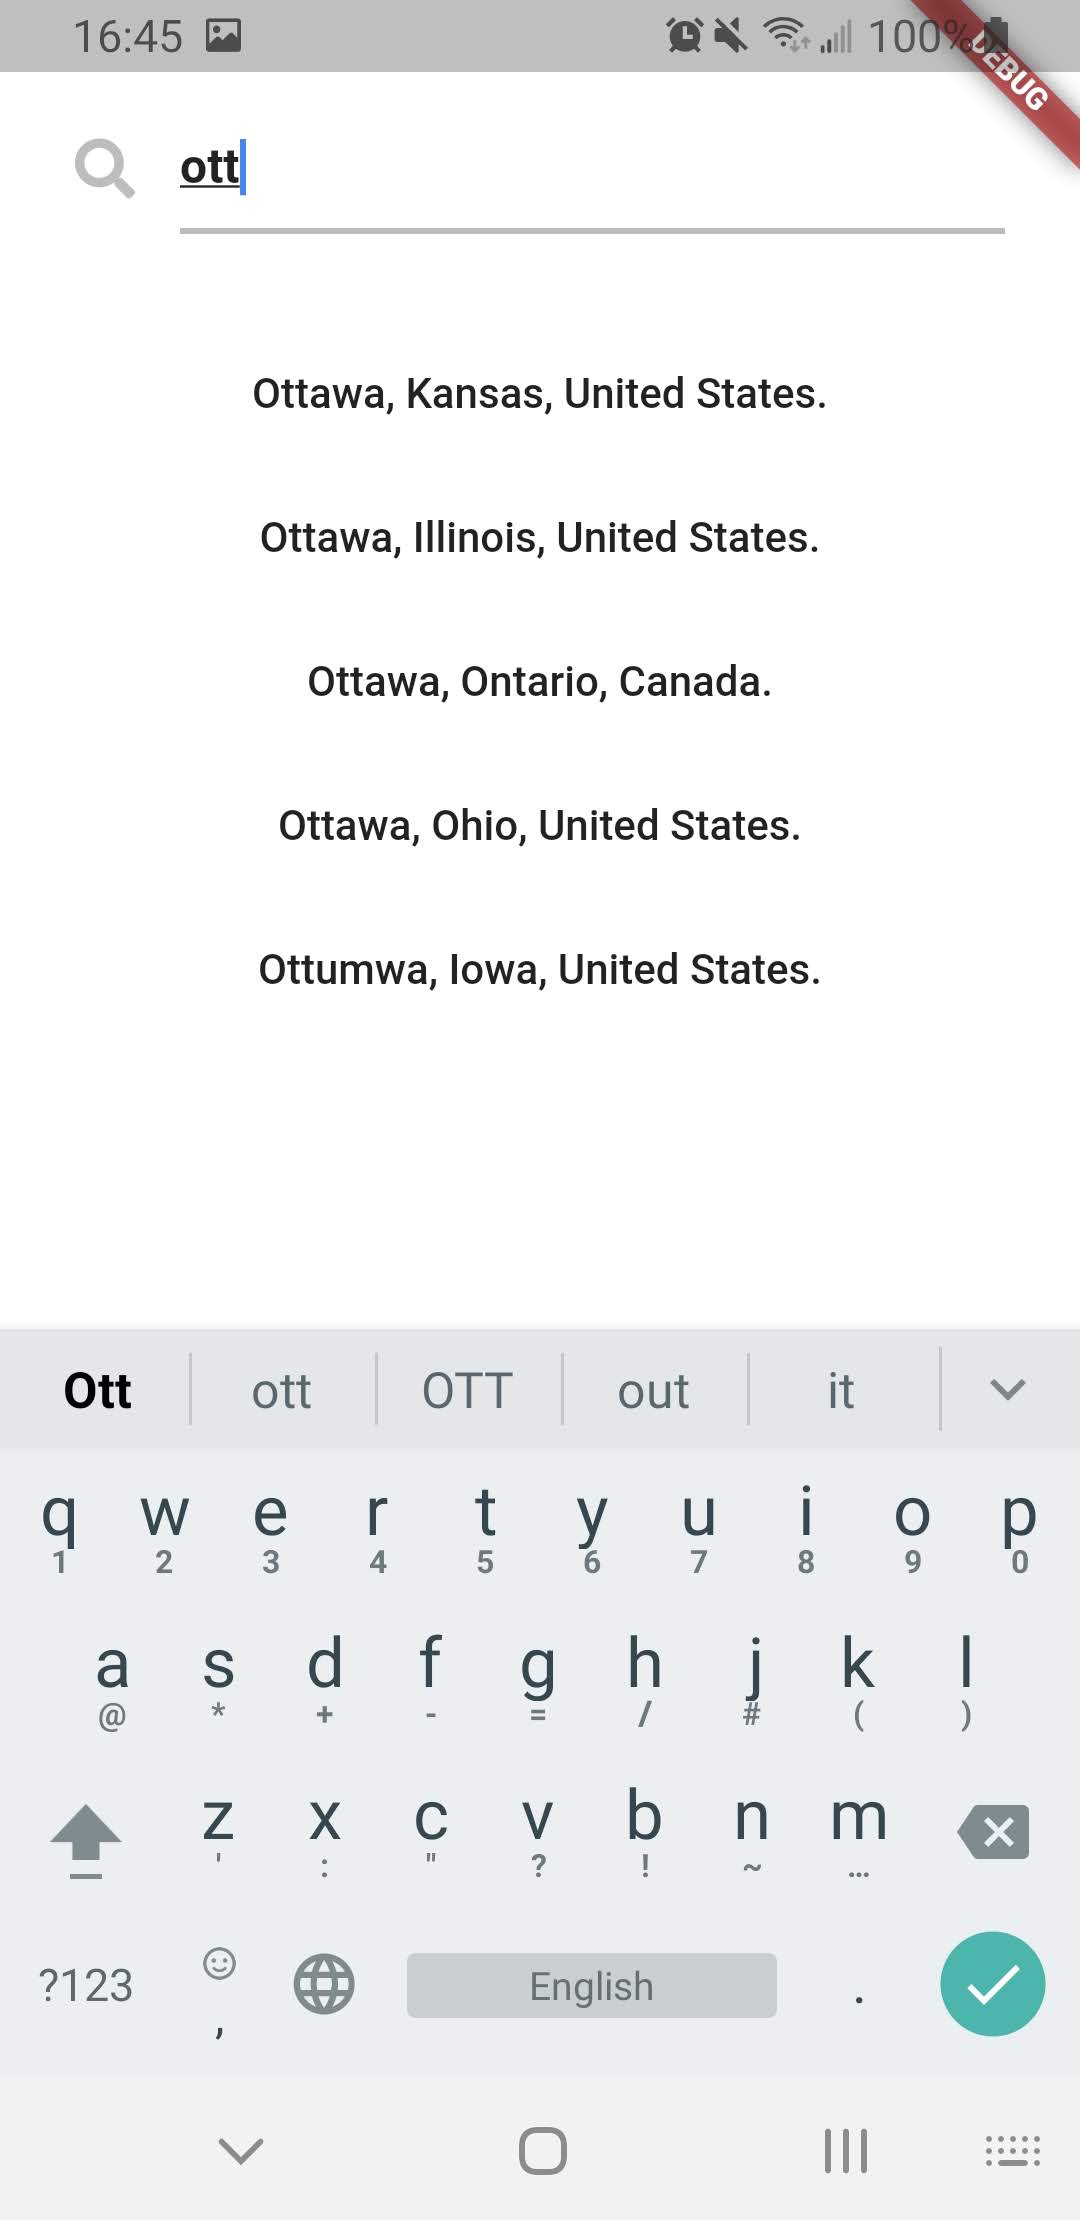 16:45 100%
DEBUG
ott
Ottawa, Kansas, United States.
Ottawa, Illinois, United States.
Ottawa, Ontario, Canada.
Ottawa, Ohio, United States.
Ottumwa, Iowa, United States.
Ott ott OTT out it
q w e r t y u i o p
1 2 3 4 5 6 7 8 9 0
a s d f g h j k l
@ * + - = / # ( )
z x c v b n m
' : " ? ! ~ …
?123 , English .